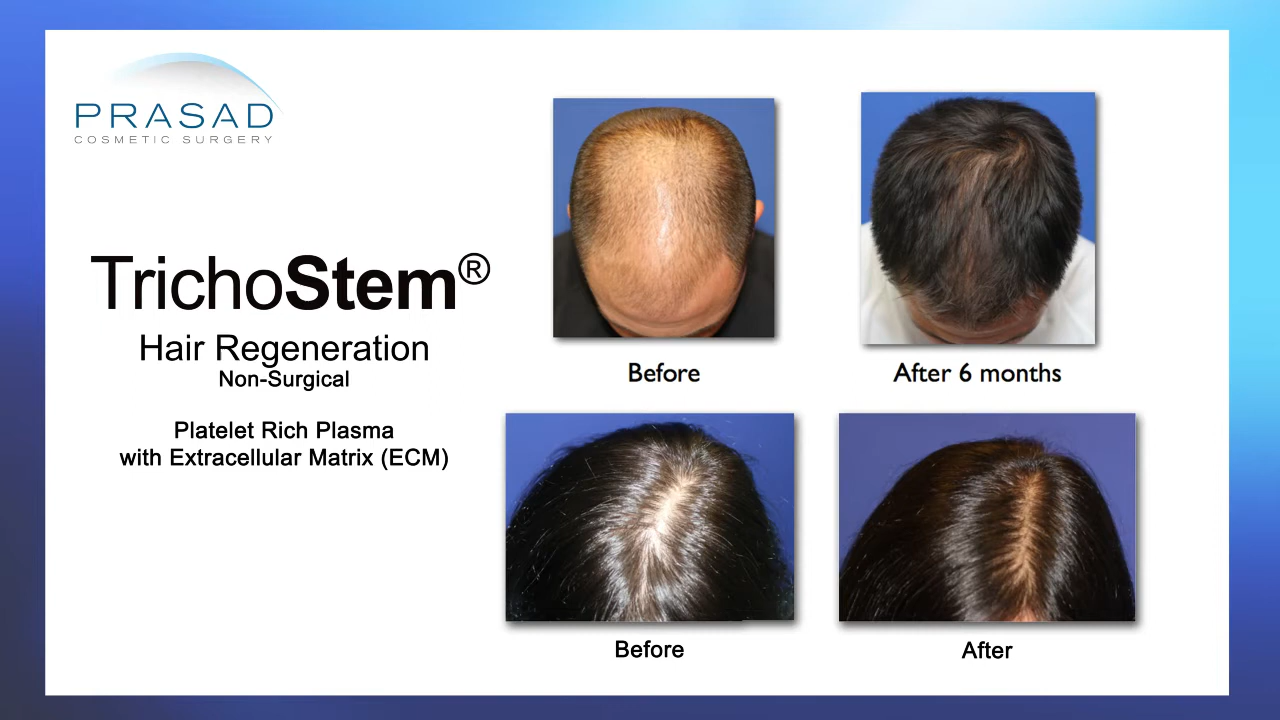 PRASAD
COSMETIC SURGERY
TrichoStem®
Hair Regeneration
Non-Surgical
Platelet Rich Plasma
with Extracellular Matrix (ECM)
Before
After 6 months
Before
After